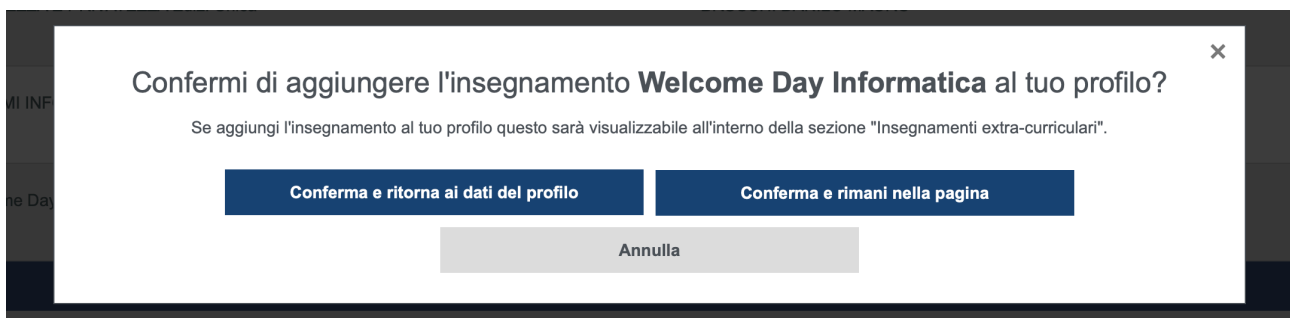 ×
Confermi di aggiungere l'insegnamento Welcome Day Informatica al tuo profilo?
Se aggiungi l'insegnamento al tuo profilo questo sarà visualizzabile all'interno della sezione "Insegnamenti extra-curriculari".
Conferma e ritorna ai dati del profilo
Conferma e rimani nella pagina
Annulla